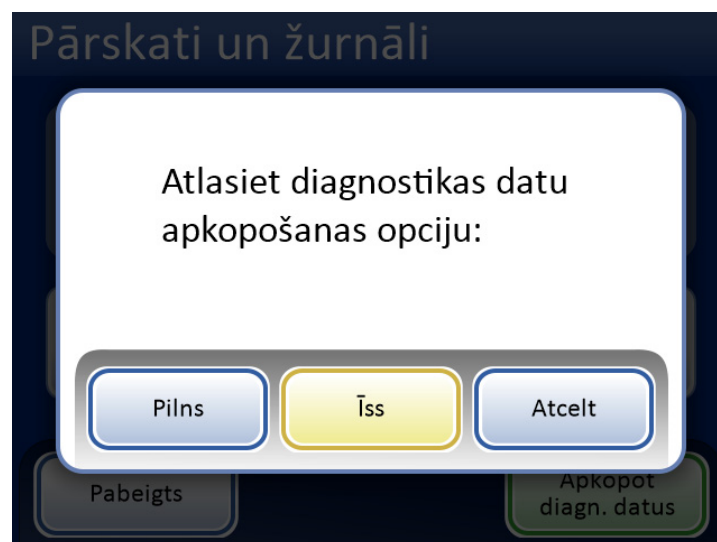 Pārskati un žurnāli
Atlasiet diagnostikas datu
apkopošanas opciju:
Pilns
Īss
Atcelt
Pabeigts
Apkopot
diagn. datus